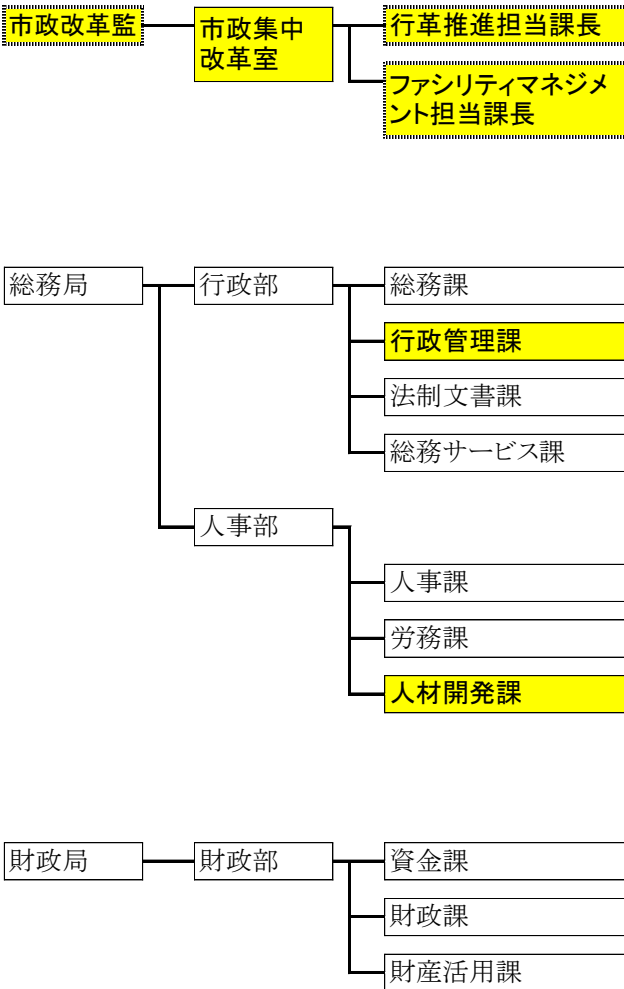 市政改革監
市政集中
改革室
行革推進担当課長
ファシリティマネジメ
ント担当課長
総務局
行政部
総務課
行政管理課
法制文書課
総務サービス課
人事部
人事課
労務課
人材開発課
財政局
財政部
資金課
財政課
財産活用課